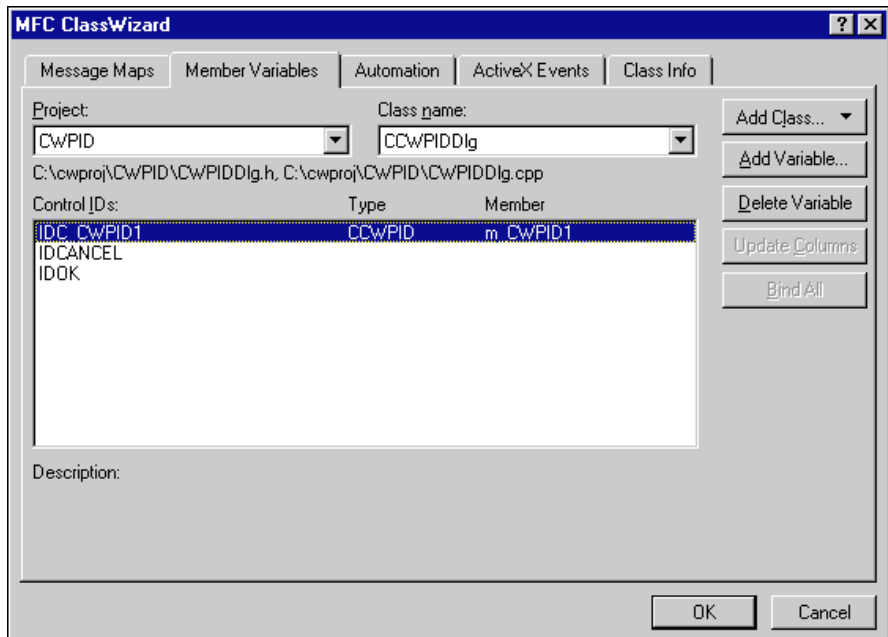 MFC ClassWizard
Message Maps Member Variables Automation ActiveX Events Class Info
Project: Class name:
CWPID CCWPIDDlg
Add Class...
C:\cwproj\CWPID\CWPIDDlg.h, C:\cwproj\CWPID\CWPIDDlg.cpp
Add Variable...
Control IDs: Type Member
Delete Variable
IDC_CWPID1 CCWPID m_CWPID1
Update Columns
IDCANCEL
IDOK
Bind All
Description:
OK Cancel